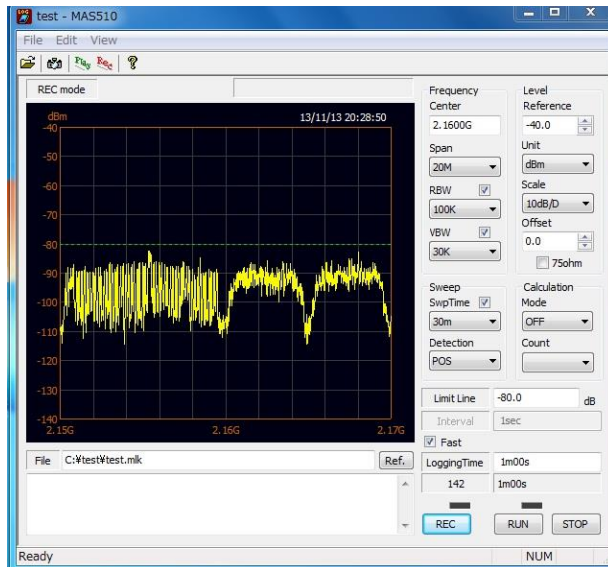 test - MAS510
File Edit View
Play Rec ?
REC mode
dBm
13/11/13 20:28:50
-40
-50
-60
-70
-80
-90
-100
-110
-120
-130
-140
2.15G 2.16G 2.17G
File C:¥test¥test.mlk Ref.
Frequency
Center
2.1600G
Span
20M
RBW
100K
VBW
30K
Level
Reference
-40.0
Unit
dBm
Scale
10dB/D
Offset
0.0
75ohm
Sweep
SwpTime
30m
Detection
POS
Calculation
Mode
OFF
Count
Limit Line -80.0 dB
Interval 1sec
Fast
LoggingTime 1m00s
142 1m00s
REC RUN STOP
Ready NUM